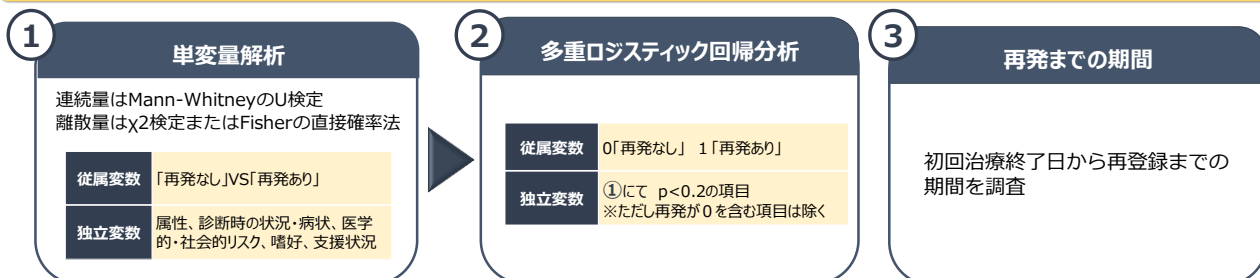 1
単変量解析
連続量はMann-WhitneyのU検定
離散量はχ2検定またはFisherの直接確率法
従属変数 「再発なし」VS「再発あり」
独立変数 属性、診断時の状況・病状、医学
的・社会的リスク、嗜好、支援状況
2
多重ロジスティック回帰分析
従属変数 0「再発なし」 1「再発あり」
独立変数 ①にて p<0.2の項目
※ただし再発が0を含む項目は除く
3
再発までの期間
初回治療終了日から再登録までの
期間を調査